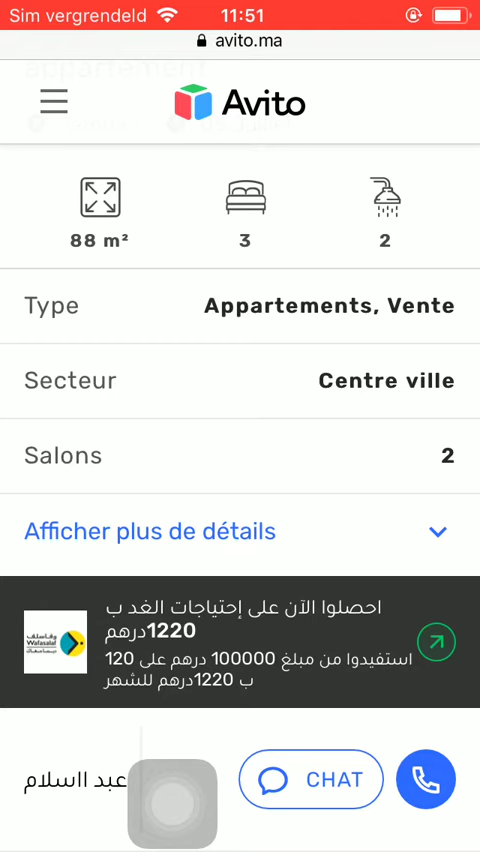 Sim vergrendeld 11:51
avito.ma
appartement
Avito
88 m² 3 2
Type Appartements, Vente
Secteur Centre ville
Salons 2
Afficher plus de détails
احصلوا الآن على إحتياجات الغد ب
1220درهم
استفيدوا من مبلغ 100000 درهم على 120
ب 1220درهم للشهر
وفاسلف
Wafasalaf
عبد ااسلام
CHAT